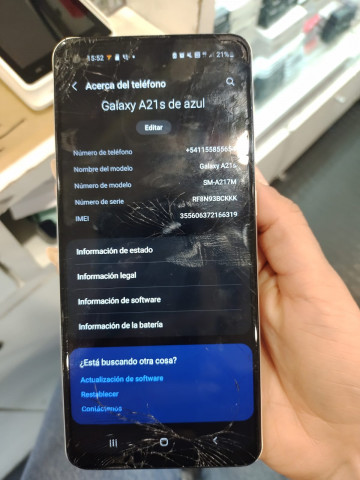 15:52
21%
Acerca del teléfono
Galaxy A21s de azul
Editar
Número de teléfono
Nombre del modelo Galaxy A21s
Número de modelo SM-A217M
Número de serie RF8N93BCKKK
IMEI 355606372166319
Información de estado
Información legal
Información de software
Información de la batería
¿Está buscando otra cosa?
Actualización de software
Restablecer
Contáctenos